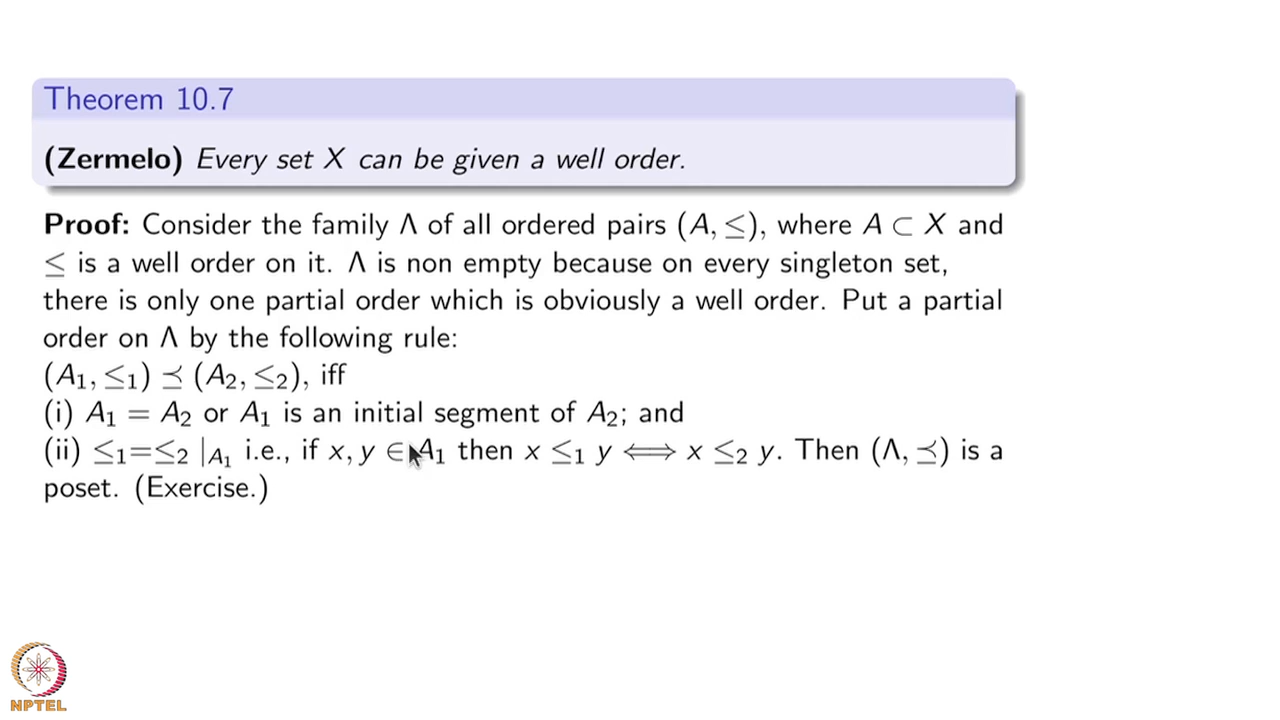 Theorem 10.7
(Zermelo) Every set X can be given a well order.
Proof: Consider the family Λ of all ordered pairs (A, ≤), where A ⊂ X and
≤ is a well order on it. Λ is non empty because on every singleton set,
there is only one partial order which is obviously a well order. Put a partial
order on Λ by the following rule:
(A₁, ≤₁) ⪯ (A₂, ≤₂), iff
(i) A₁ = A₂ or A₁ is an initial segment of A₂; and
(ii) ≤₁=≤₂ |A₁ i.e., if x, y ∈ A₁ then x ≤₁ y ⟺ x ≤₂ y. Then (Λ, ⪯) is a
poset. (Exercise.)
NPTEL